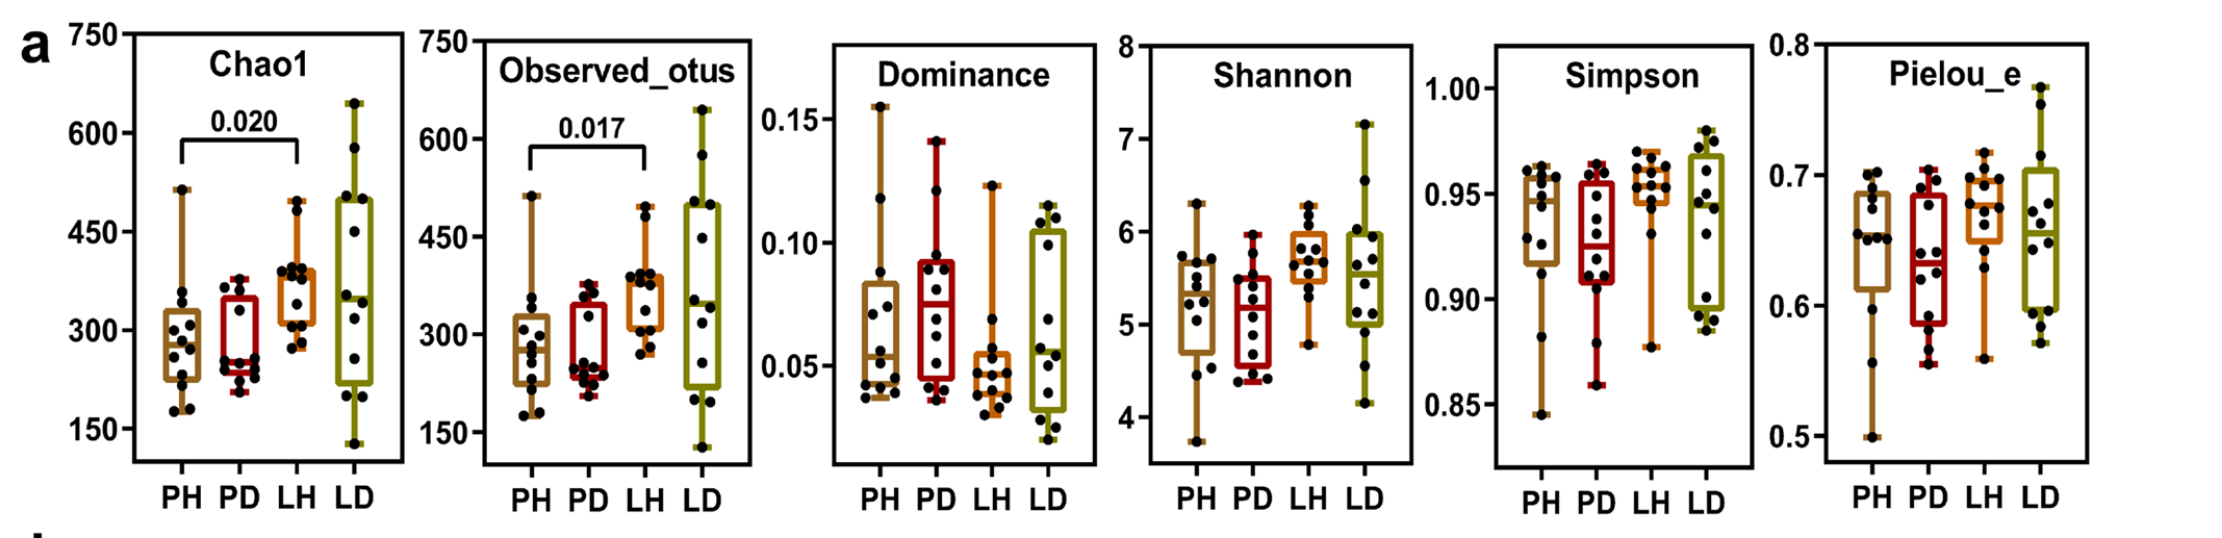 a
Chao1
750
600
450
300
150
0.020
PH PD LH LD
Observed_otus
750
600
450
300
150
0.017
PH PD LH LD
Dominance
0.15
0.10
0.05
PH PD LH LD
Shannon
8
7
6
5
4
PH PD LH LD
Simpson
1.00
0.95
0.90
0.85
PH PD LH LD
Pielou_e
0.8
0.7
0.6
0.5
PH PD LH LD